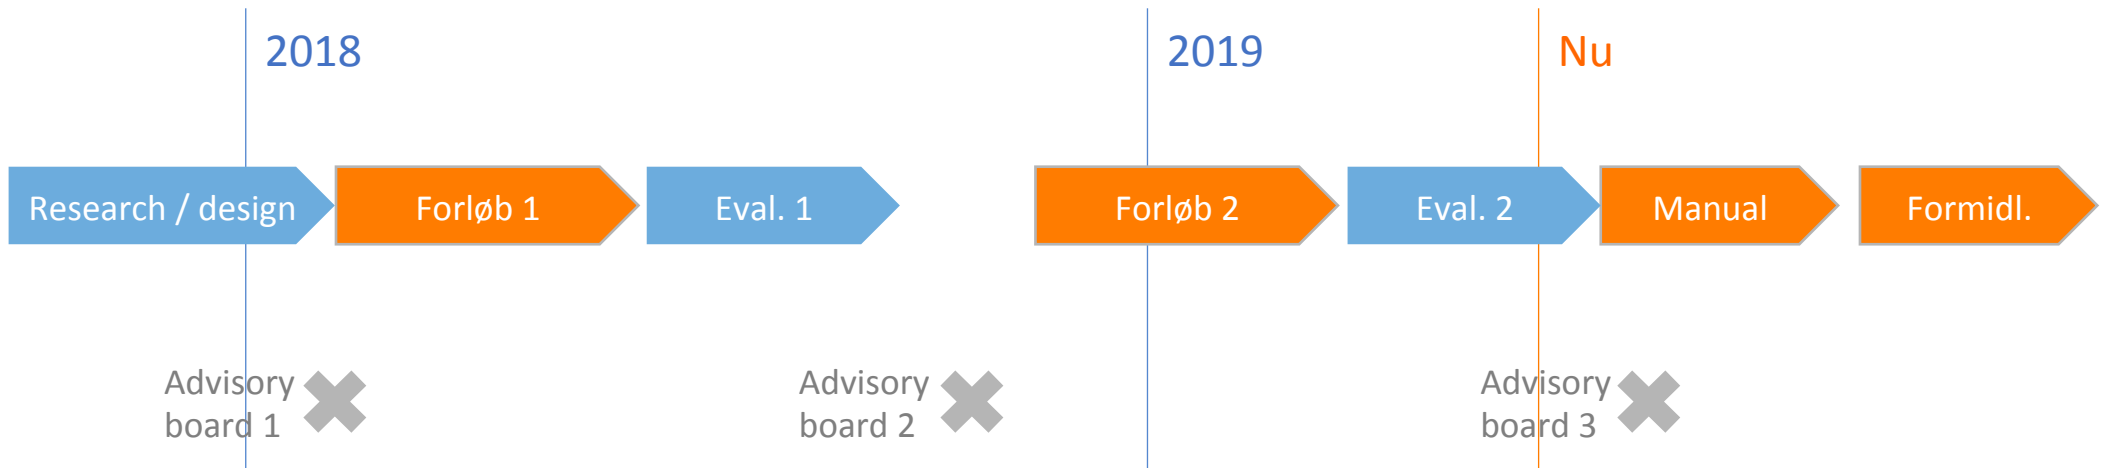 2018
2019
Nu
Research / design
Forløb 1
Eval. 1
Forløb 2
Eval. 2
Manual
Formidl.
Advisory
board 1
Advisory
board 2
Advisory
board 3